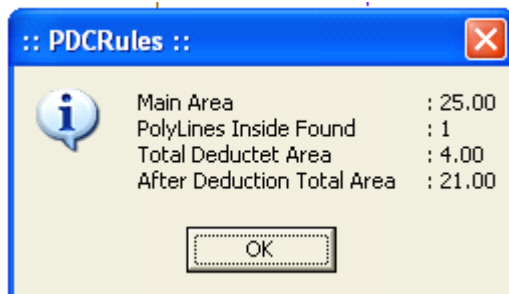 :: PDCRules ::
Main Area : 25.00
PolyLines Inside Found : 1
Total Deductet Area : 4.00
After Deduction Total Area : 21.00
OK